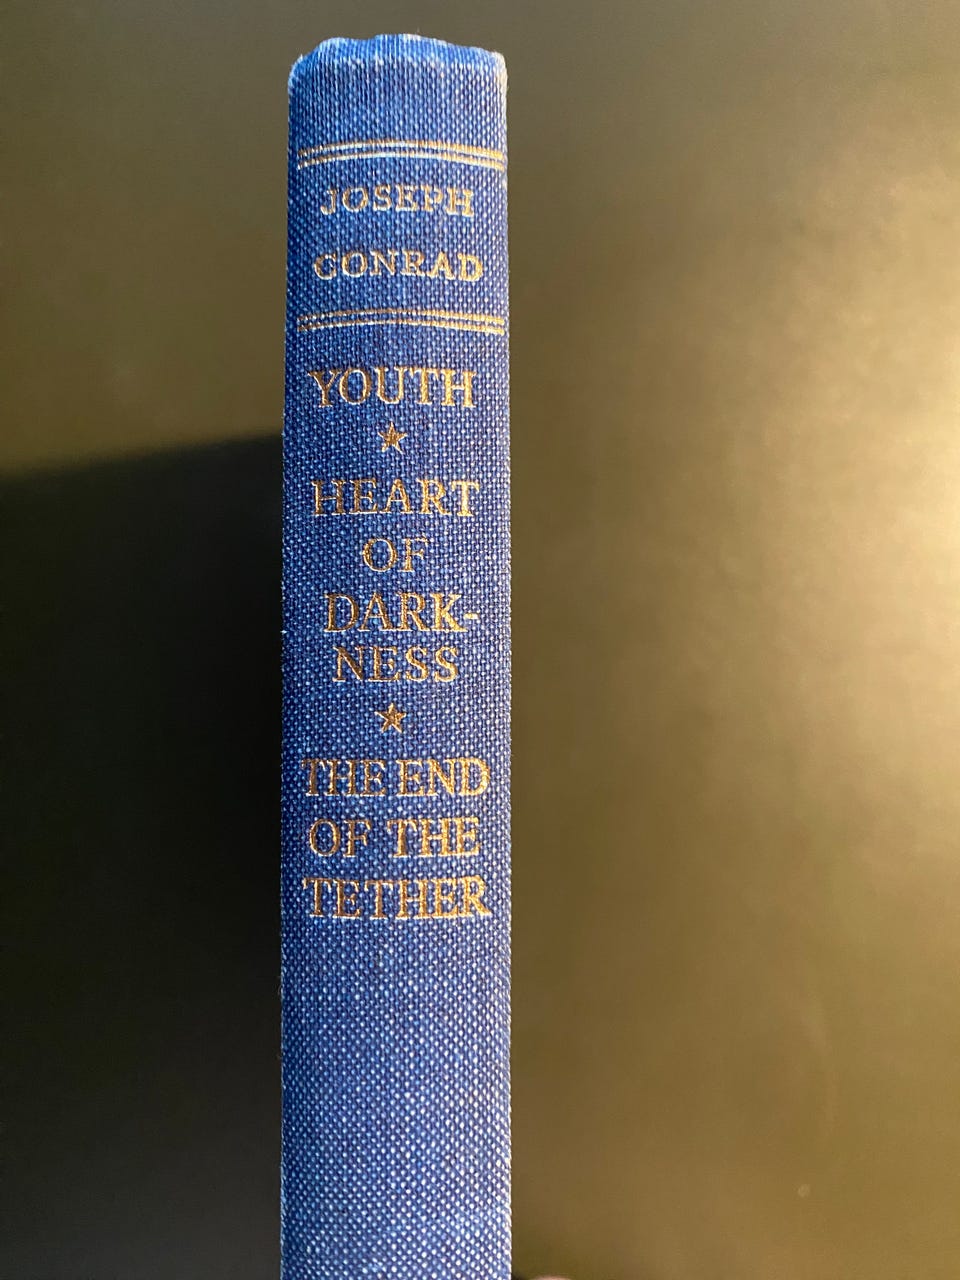 JOSEPH
CONRAD
YOUTH
★
HEART
OF
DARK-
NESS
★
THE END
OF THE
TETHER